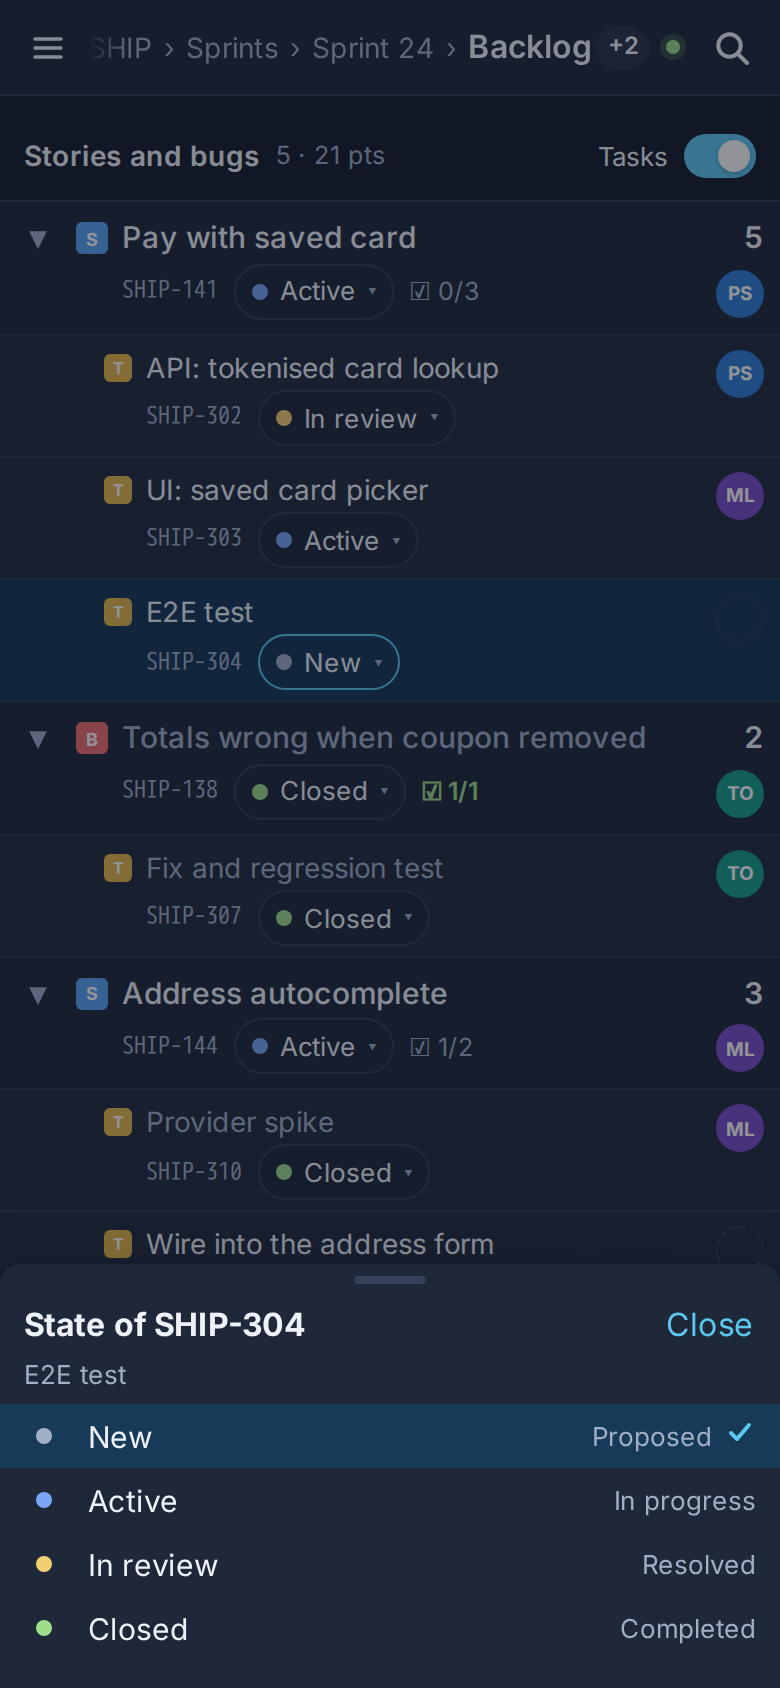 SHIP › Sprints › Sprint 24 › Backlog +2
Stories and bugs 5 · 21 pts Tasks
▼ S Pay with saved card 5
SHIP-141 Active ▾ ☑ 0/3 PS
T API: tokenised card lookup PS
SHIP-302 In review ▾
T UI: saved card picker ML
SHIP-303 Active ▾
T E2E test
SHIP-304 New ▾
▼ B Totals wrong when coupon removed 2
SHIP-138 Closed ▾ ☑ 1/1 TO
T Fix and regression test TO
SHIP-307 Closed ▾
▼ S Address autocomplete 3
SHIP-144 Active ▾ ☑ 1/2 ML
T Provider spike ML
SHIP-310 Closed ▾
T Wire into the address form
State of SHIP-304 Close
E2E test
New Proposed ✓
Active In progress
In review Resolved
Closed Completed